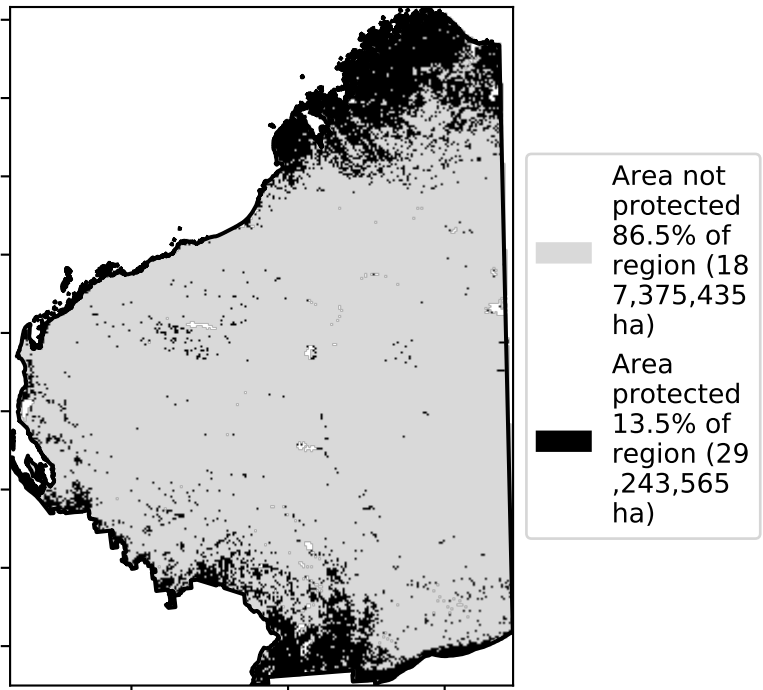 Area not
protected
86.5% of
region (18
7,375,435
ha)
Area
protected
13.5% of
region (29
,243,565
ha)